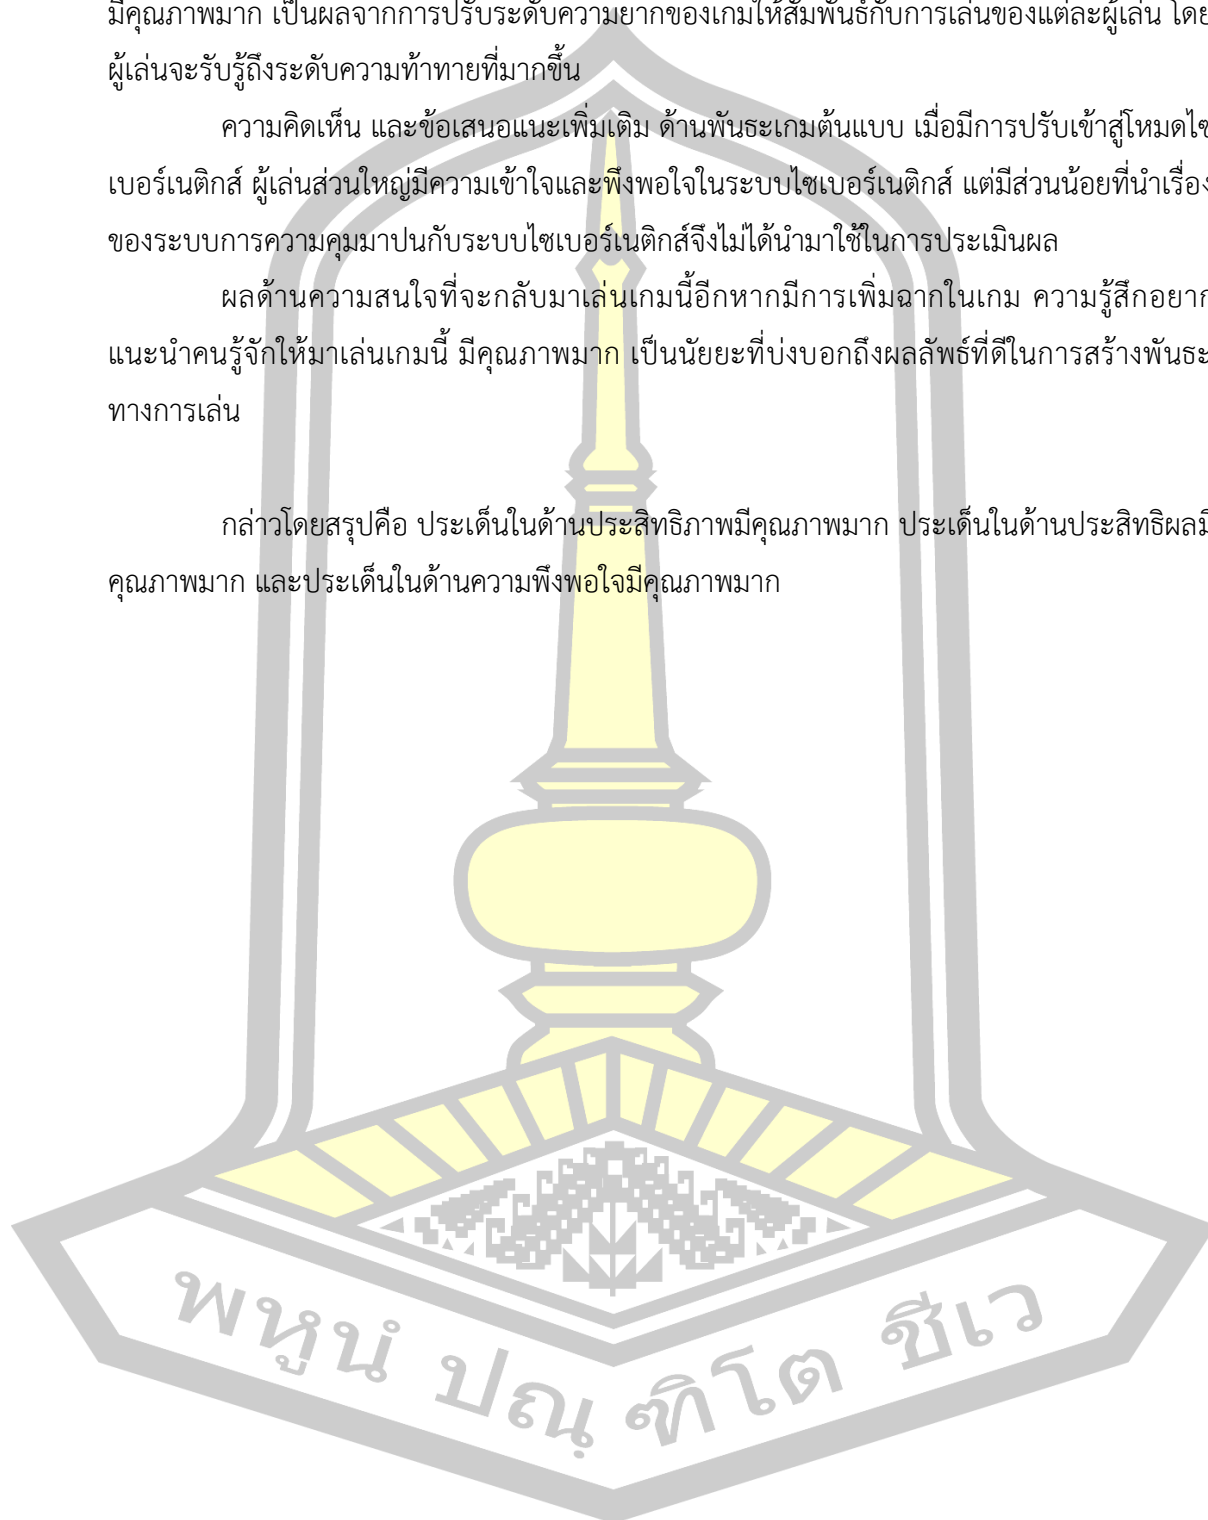 มีคุณภาพมาก เป็นผลจากการปรับระดับความยากของเกมให้สัมพันธ์กับการเล่นของแต่ละผู้เล่น โดย
ผู้เล่นจะรับรู้ถึงระดับความท้าทายที่มากขึ้น
ความคิดเห็น และข้อเสนอแนะเพิ่มเติม ด้านพันธะเกมต้นแบบ เมื่อมีการปรับเข้าสู่โหมดไซ
เบอร์เนติกส์ ผู้เล่นส่วนใหญ่มีความเข้าใจและพึงพอใจในระบบไซเบอร์เนติกส์ แต่มีส่วนน้อยที่นำเรื่อง
ของระบบการความคุมมาปนกับระบบไซเบอร์เนติกส์จึงไม่ได้นำมาใช้ในการประเมินผล
ผลด้านความสนใจที่จะกลับมาเล่นเกมนี้อีกหากมีการเพิ่มฉากในเกม ความรู้สึกอยาก
แนะนำคนรู้จักให้มาเล่นเกมนี้ มีคุณภาพมาก เป็นนัยยะที่บ่งบอกถึงผลลัพธ์ที่ดีในการสร้างพันธะ
ทางการเล่น
กล่าวโดยสรุปคือ ประเด็นในด้านประสิทธิภาพมีคุณภาพมาก ประเด็นในด้านประสิทธิผลมี
คุณภาพมาก และประเด็นในด้านความพึงพอใจมีคุณภาพมาก
พหูนํ ปณฺฑิโต ชีเว